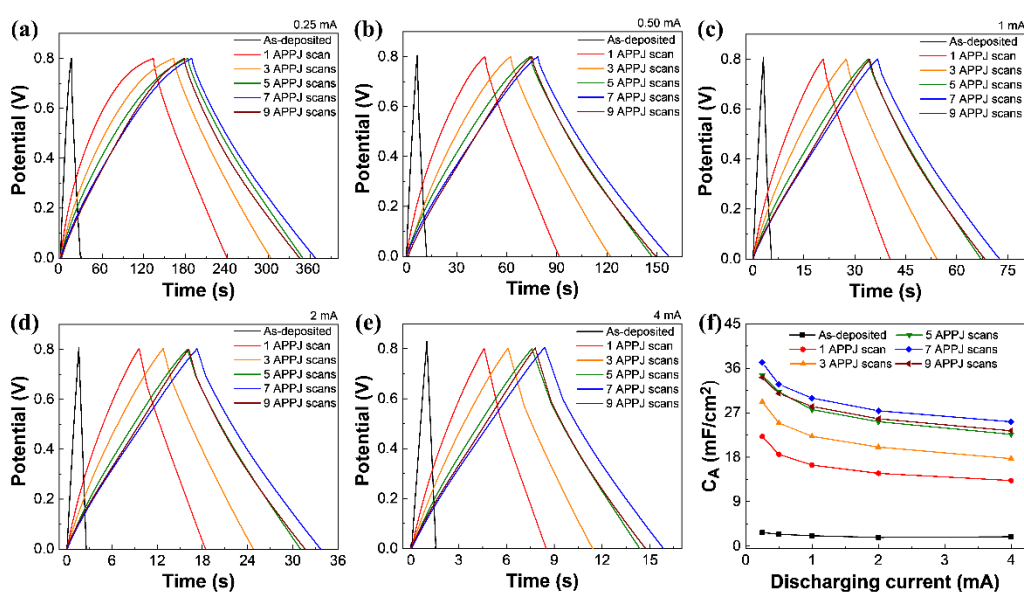 (a)
0.25 mA
As-deposited
1 APPJ scan
3 APPJ scans
5 APPJ scans
7 APPJ scans
9 APPJ scans
0.8
0.6
0.4
0.2
0.0
0 60 120 180 240 300 360
Potential (V)
Time (s)
(b)
0.50 mA
As-deposited
1 APPJ scan
3 APPJ scans
5 APPJ scans
7 APPJ scans
9 APPJ scans
0.8
0.6
0.4
0.2
0.0
0 30 60 90 120 150
Potential (V)
Time (s)
(c)
1 mA
As-deposited
1 APPJ scan
3 APPJ scans
5 APPJ scans
7 APPJ scans
9 APPJ scans
0.8
0.6
0.4
0.2
0.0
0 15 30 45 60 75
Potential (V)
Time (s)
(d)
2 mA
As-deposited
1 APPJ scan
3 APPJ scans
5 APPJ scans
7 APPJ scans
9 APPJ scans
0.8
0.6
0.4
0.2
0.0
0 6 12 18 24 30 36
Potential (V)
Time (s)
(e)
4 mA
As-deposited
1 APPJ scan
3 APPJ scans
5 APPJ scans
7 APPJ scans
9 APPJ scans
0.8
0.6
0.4
0.2
0.0
0 3 6 9 12 15
Potential (V)
Time (s)
(f)
As-deposited 5 APPJ scans
1 APPJ scan 7 APPJ scans
3 APPJ scans 9 APPJ scans
45
36
27
18
9
0
0 1 2 3 4
CA (mF/cm2)
Discharging current (mA)